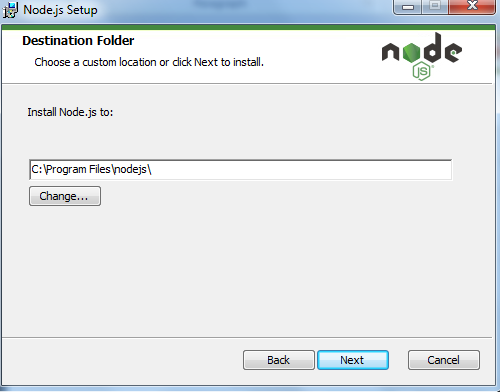 Node.js Setup
Destination Folder
Choose a custom location or click Next to install.
node
JS
Install Node.js to:
C:\Program Files\nodejs\
Change...
Back
Next
Cancel